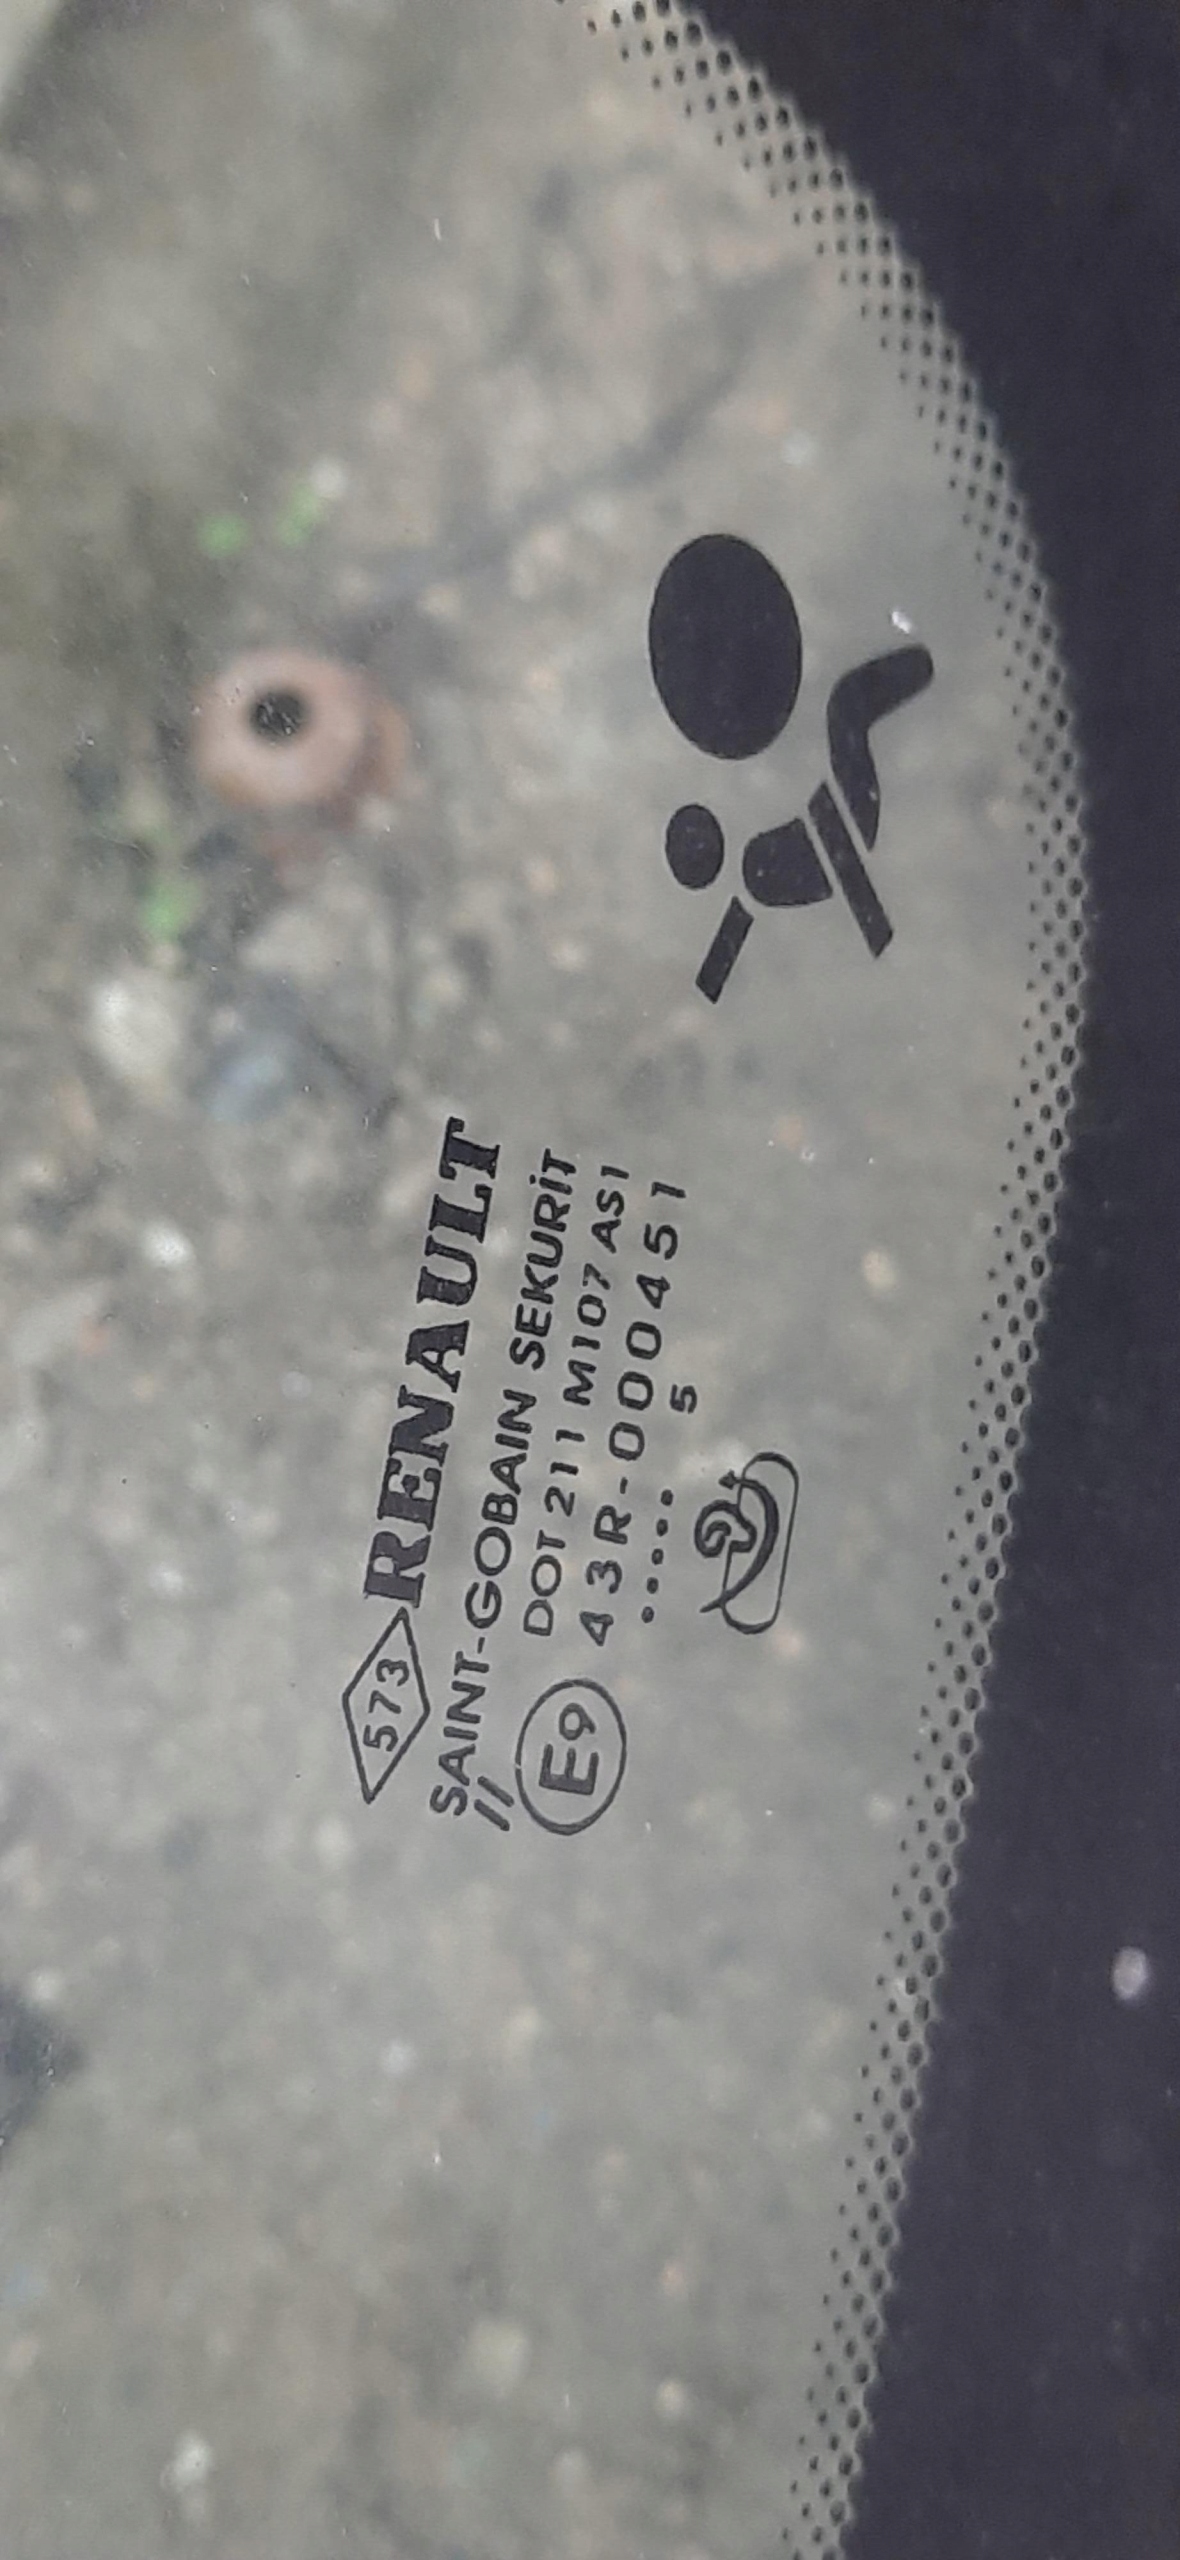 573 RENAULT
SAINT-GOBAIN SEKURIT
// DOT 211 M107 AS1
E9 43R-000451
..... 5